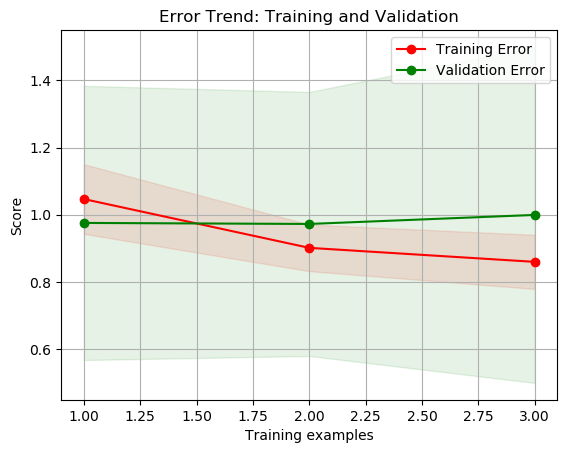 Error Trend: Training and Validation
Training Error
Validation Error
Score
1.4
1.2
1.0
0.8
0.6
1.00 1.25 1.50 1.75 2.00 2.25 2.50 2.75 3.00
Training examples